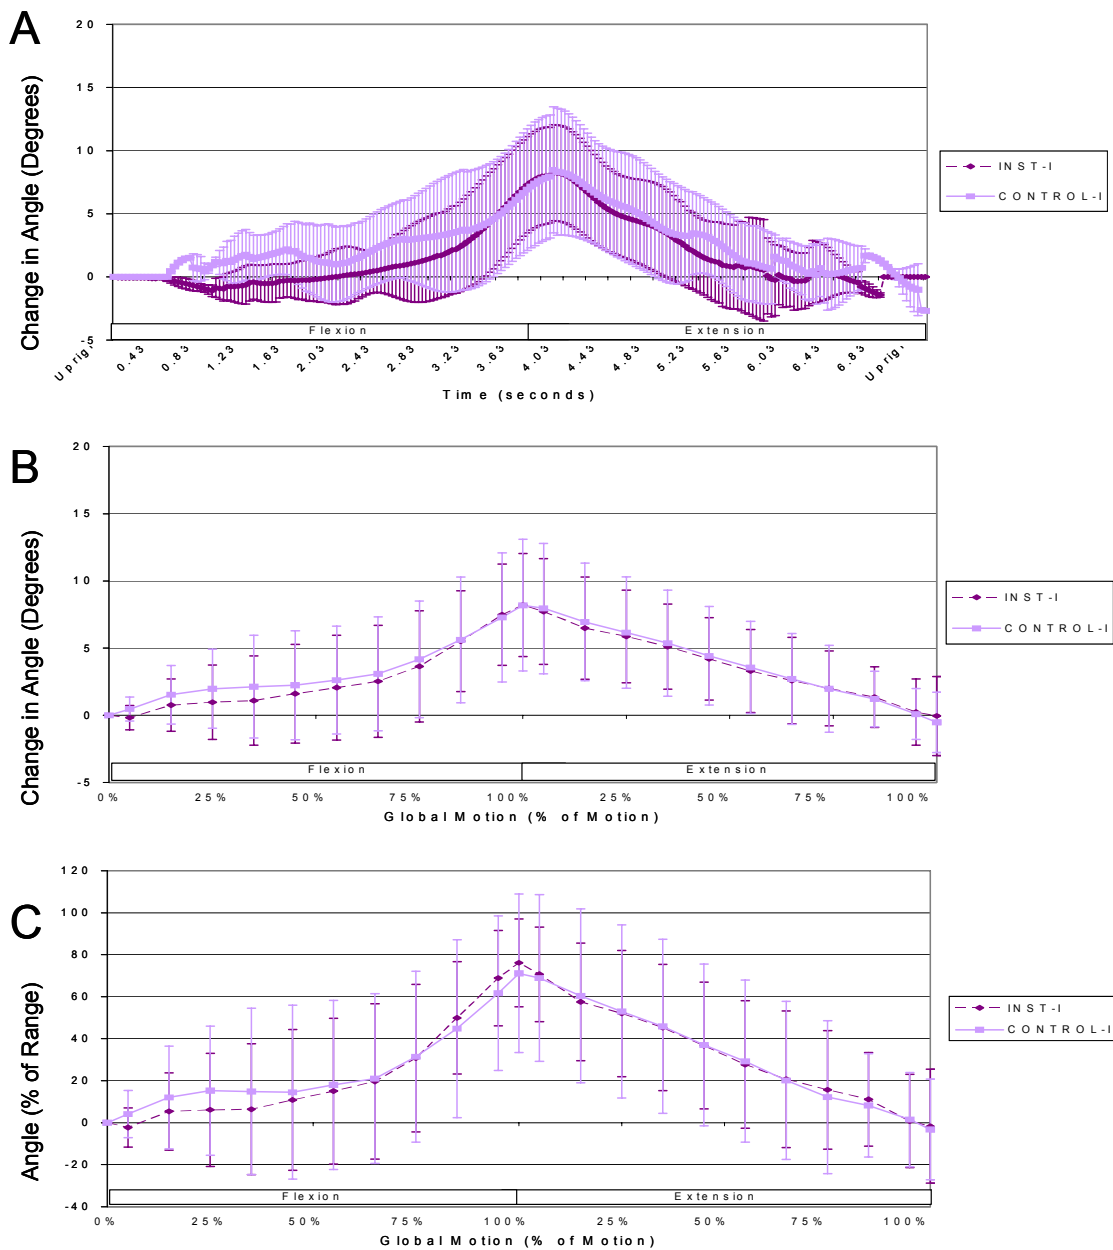 A
Change in Angle (Degrees)
20
15
10
5
0
-5
Flexion Extension
Uprig. 0.43 0.83 1.23 1.63 2.03 2.43 2.83 3.23 3.63 4.03 4.43 4.83 5.23 5.63 6.03 6.43 6.83 Uprig.
Time (seconds)
INST-I
CONTROL-I
B
Change in Angle (Degrees)
20
15
10
5
0
-5
Flexion Extension
0% 25% 50% 75% 100% 25% 50% 75% 100%
Global Motion (% of Motion)
INST-I
CONTROL-I
C
Angle (% of Range)
120
100
80
60
40
20
0
-20
-40
Flexion Extension
0% 25% 50% 75% 100% 25% 50% 75% 100%
Global Motion (% of Motion)
INST-I
CONTROL-I